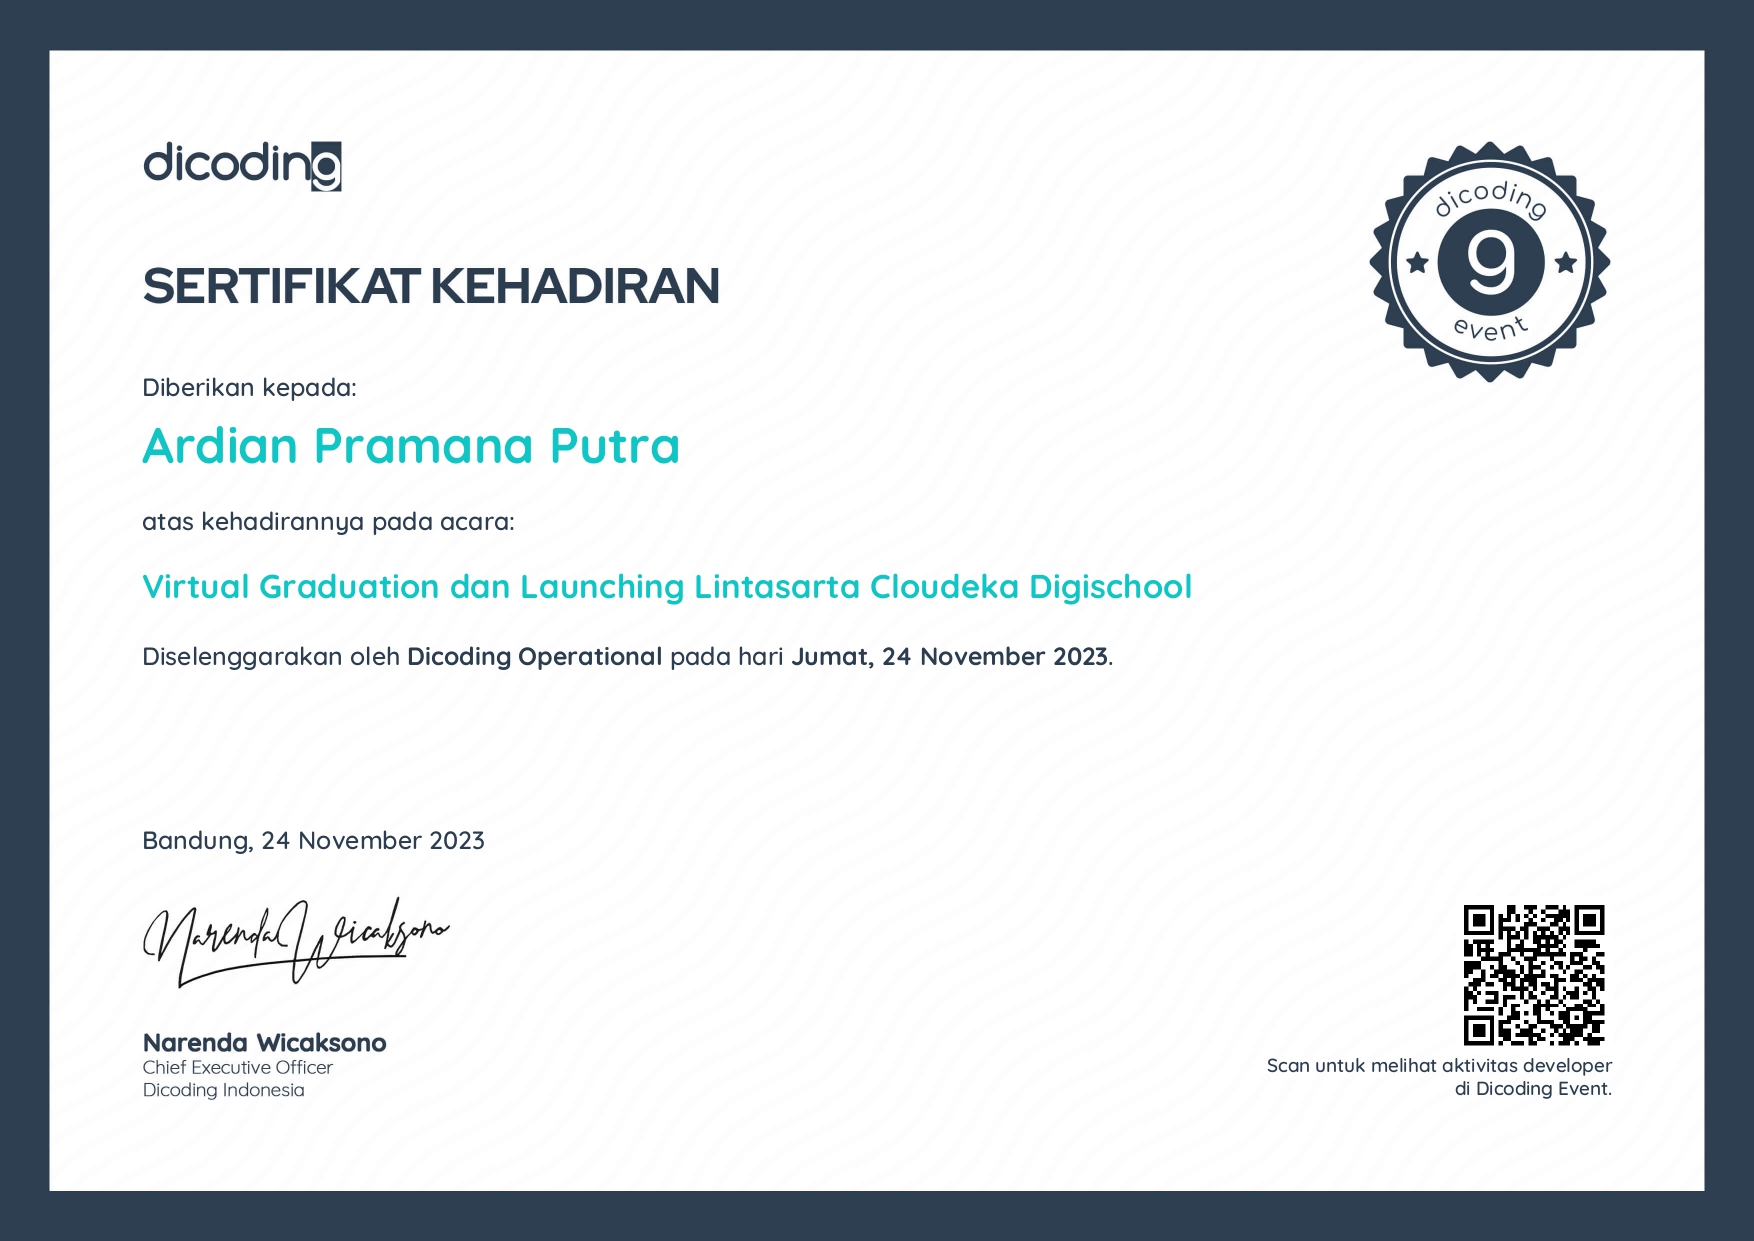 dicoding
SERTIFIKAT KEHADIRAN
dicoding
g
event
Diberikan kepada:
Ardian Pramana Putra
atas kehadirannya pada acara:
Virtual Graduation dan Launching Lintasarta Cloudeka Digischool
Diselenggarakan oleh Dicoding Operational pada hari Jumat, 24 November 2023.
Bandung, 24 November 2023
Narenda Wicaksono
Narenda Wicaksono
Chief Executive Officer
Dicoding Indonesia
Scan untuk melihat aktivitas developer
di Dicoding Event.